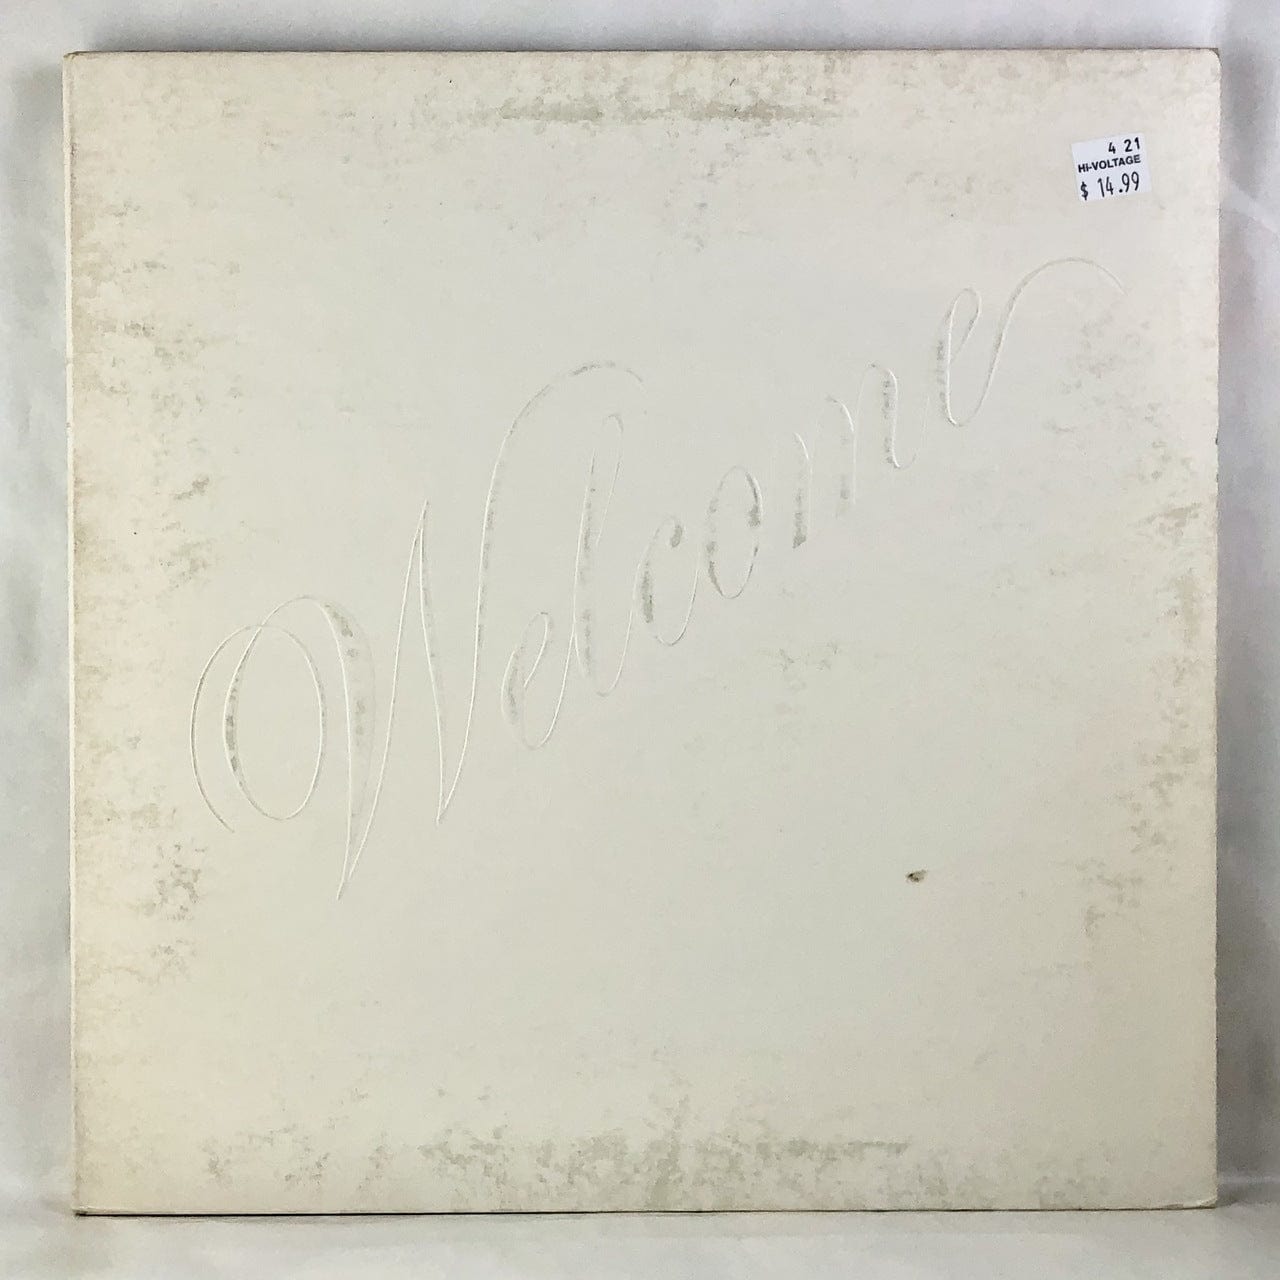 4 21
HI-VOLTAGE
$ 14.99
Welcome